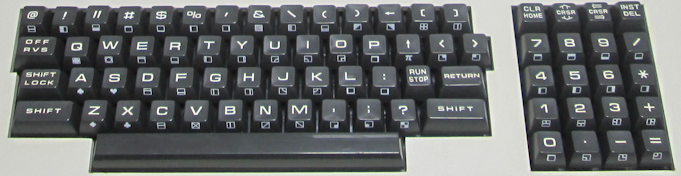 @ ! " # $ % ' & \ ( ) ← [ ] CLR HOME CRSR CRSR INST DEL
OFF RVS Q W E R T Y U I O P ↑ < > 7 8 9 /
SHIFT LOCK A S D F G H J K L : RUN STOP RETURN 4 5 6 *
SHIFT Z X C V B N M , ; ? SHIFT 1 2 3 +
0 . - =